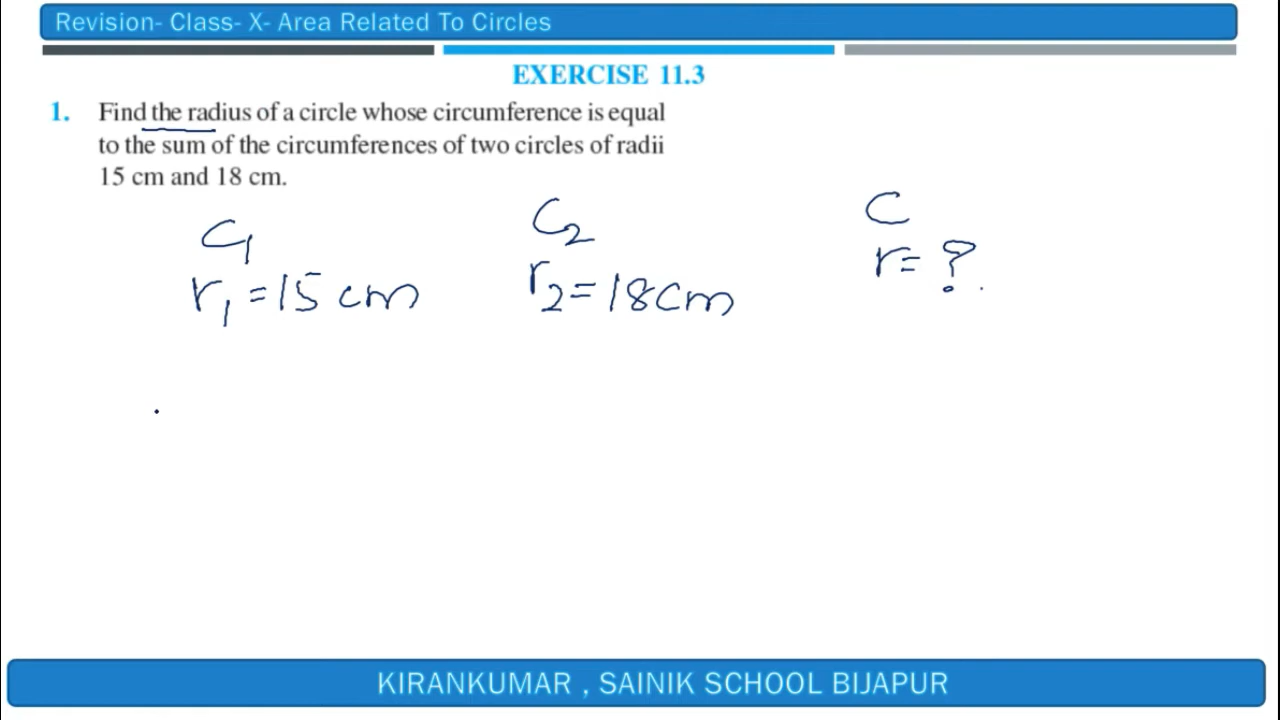 Revision- Class- X- Area Related To Circles
EXERCISE 11.3
1. Find the radius of a circle whose circumference is equal
to the sum of the circumferences of two circles of radii
15 cm and 18 cm.
C₁ C₂ C
r₁ = 15 cm r₂ = 18 cm r = ?
KIRANKUMAR , SAINIK SCHOOL BIJAPUR